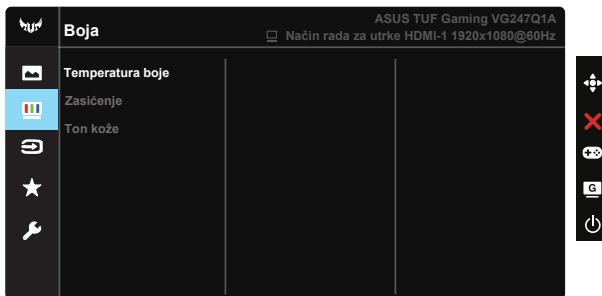 Boja
ASUS TUF Gaming VG247Q1A
Način rada za utrke HDMI-1 1920x1080@60Hz
Temperatura boje
Zasićenje
Ton kože
G